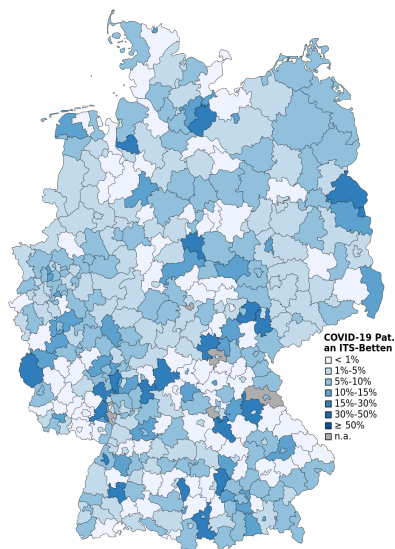 COVID-19 Pat.
an ITS-Betten
< 1%
1%-5%
5%-10%
10%-15%
15%-30%
30%-50%
≥ 50%
n.a.